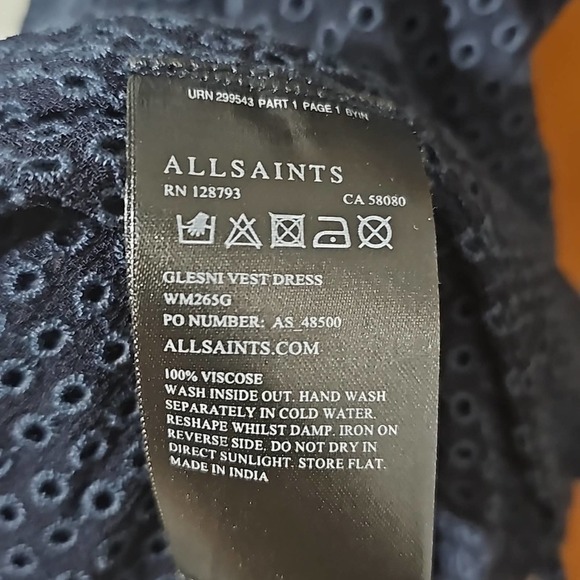 URN 299543 PART 1 PAGE 1 6YIN
ALLSAINTS
RN 128793 CA 58080
GLESNI VEST DRESS
WM265G
PO NUMBER: AS_48500
ALLSAINTS.COM
100% VISCOSE
WASH INSIDE OUT. HAND WASH
SEPARATELY IN COLD WATER.
RESHAPE WHILST DAMP. IRON ON
REVERSE SIDE. DO NOT DRY IN
DIRECT SUNLIGHT. STORE FLAT.
MADE IN INDIA